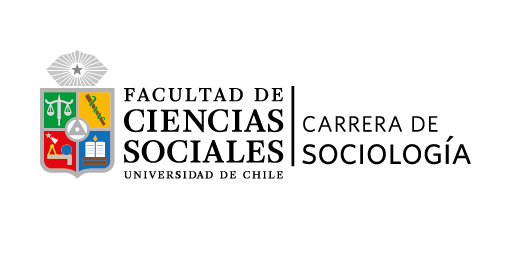 FACULTAD DE
CIENCIAS
SOCIALES
UNIVERSIDAD DE CHILE
CARRERA DE
SOCIOLOGÍA